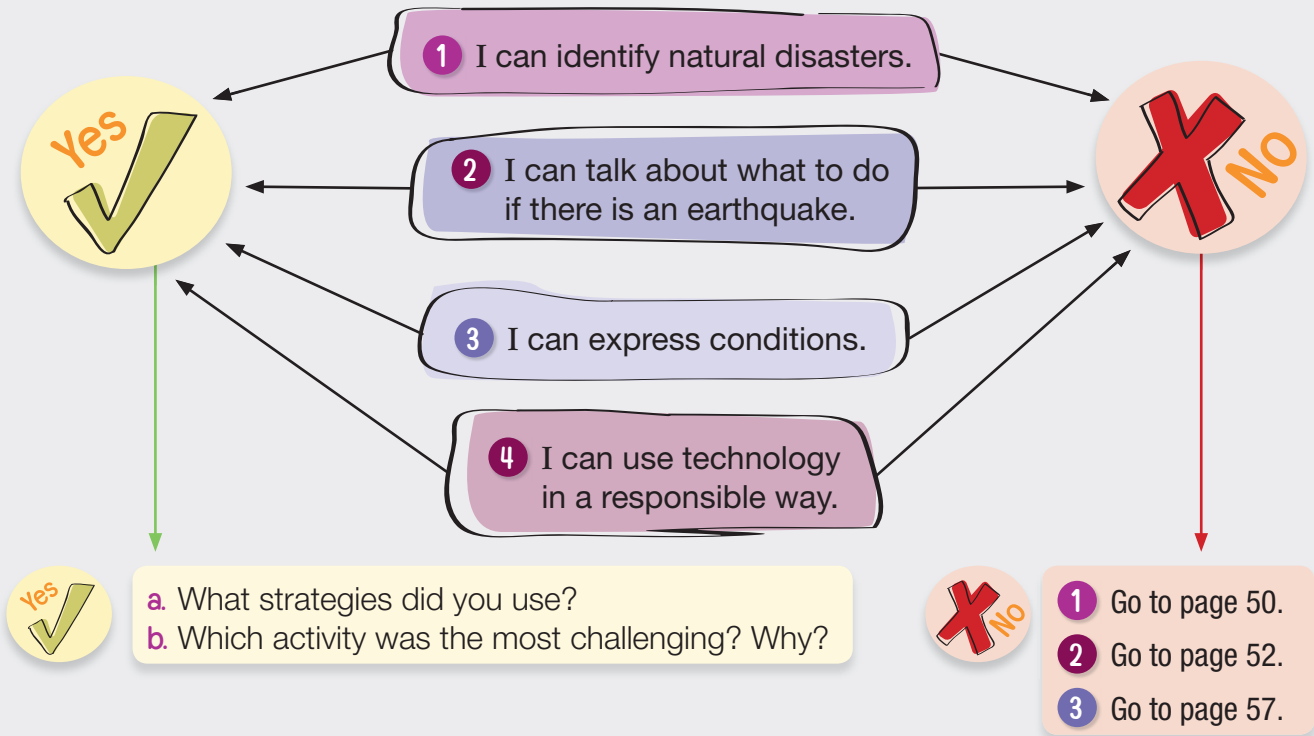 1 I can identify natural disasters.
Yes
No
2 I can talk about what to do
if there is an earthquake.
3 I can express conditions.
4 I can use technology
in a responsible way.
Yes
a. What strategies did you use?
b. Which activity was the most challenging? Why?
No
1 Go to page 50.
2 Go to page 52.
3 Go to page 57.